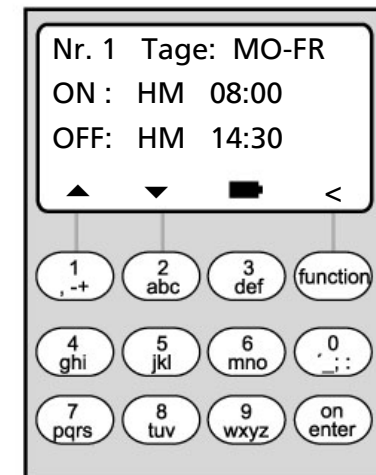 Nr. 1 Tage: MO-FR
ON : HM 08:00
OFF: HM 14:30
<
1 2 3 function
, -+ abc def
4 5 6 0
ghi jkl mno ´_; :
7 8 9 on
pqrs tuv wxyz enter